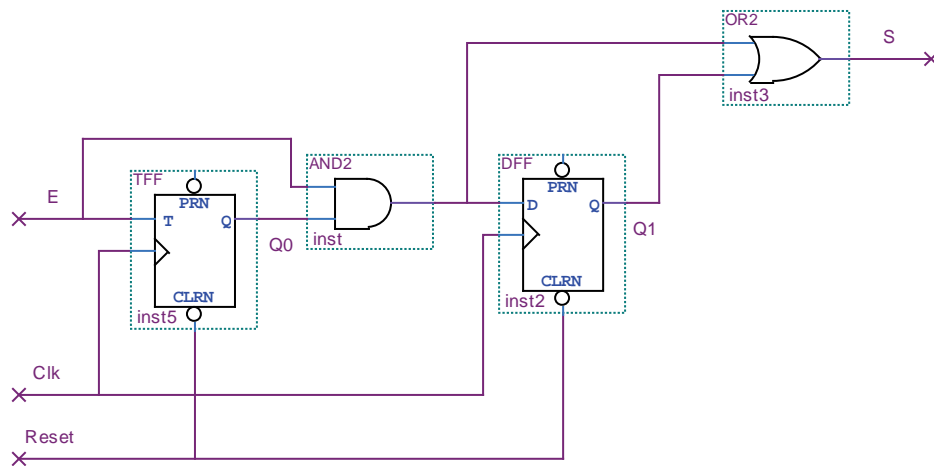 OR2
S
inst3
E
TFF
PRN
T
Q
CLRN
inst5
Q0
AND2
inst
DFF
PRN
D
Q
CLRN
inst2
Q1
Clk
Reset